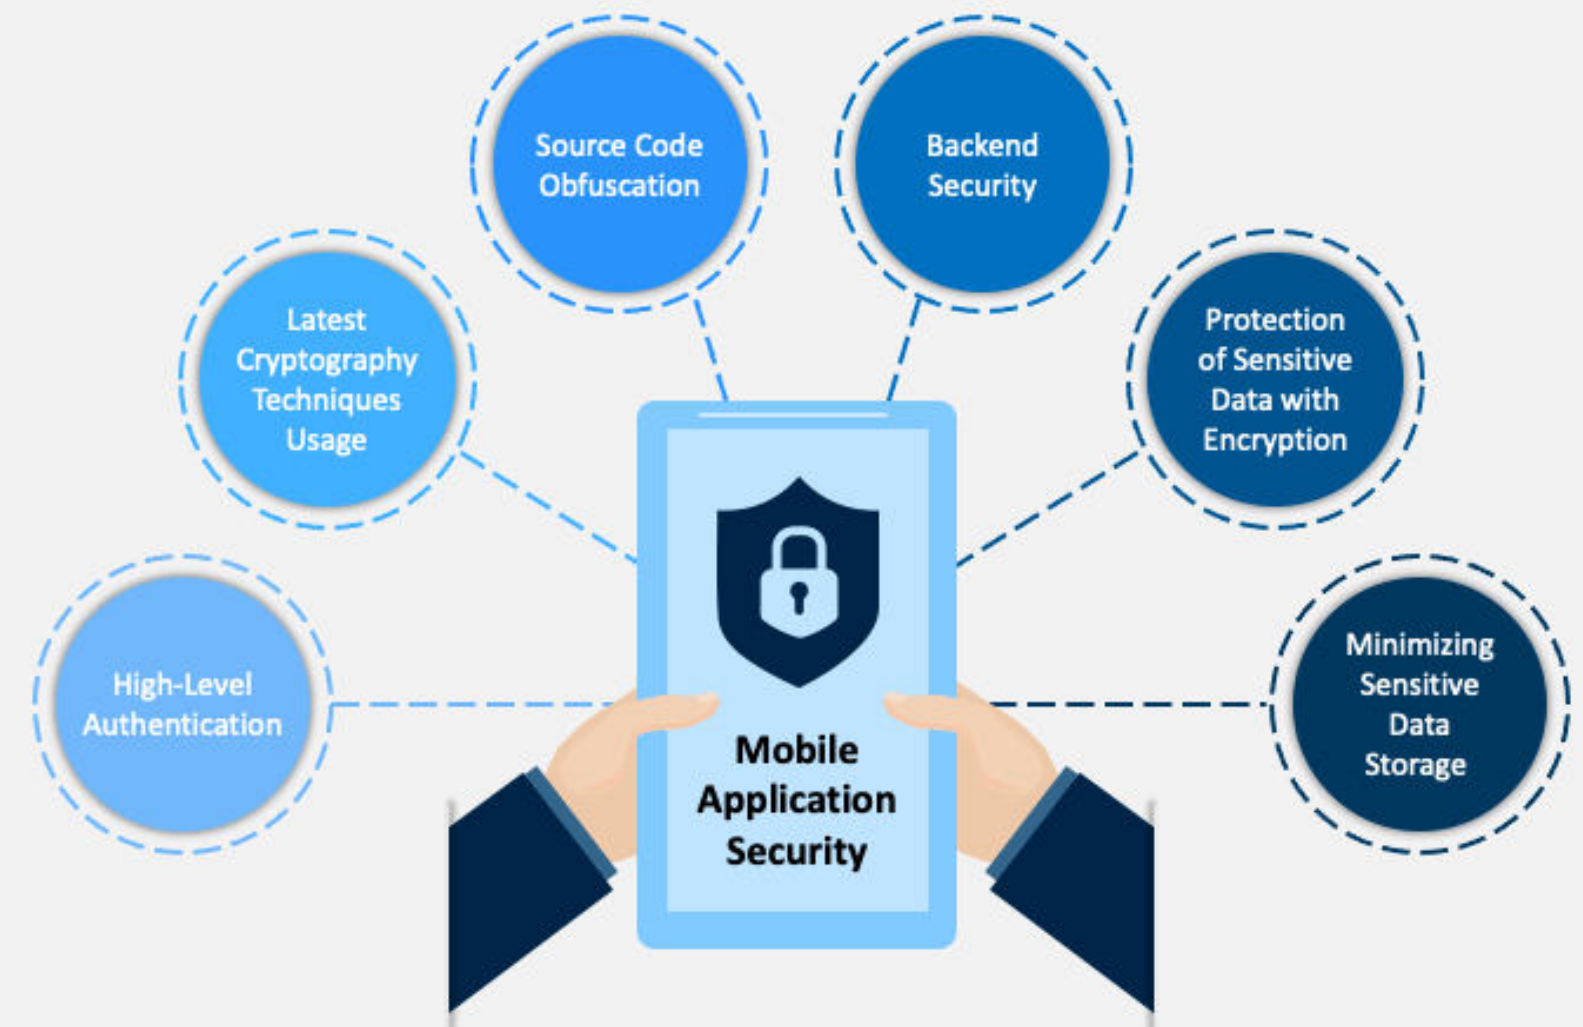 Source Code
Obfuscation
Backend
Security
Latest
Cryptography
Techniques
Usage
Protection
of Sensitive
Data with
Encryption
High-Level
Authentication
Minimizing
Sensitive
Data
Storage
Mobile
Application
Security